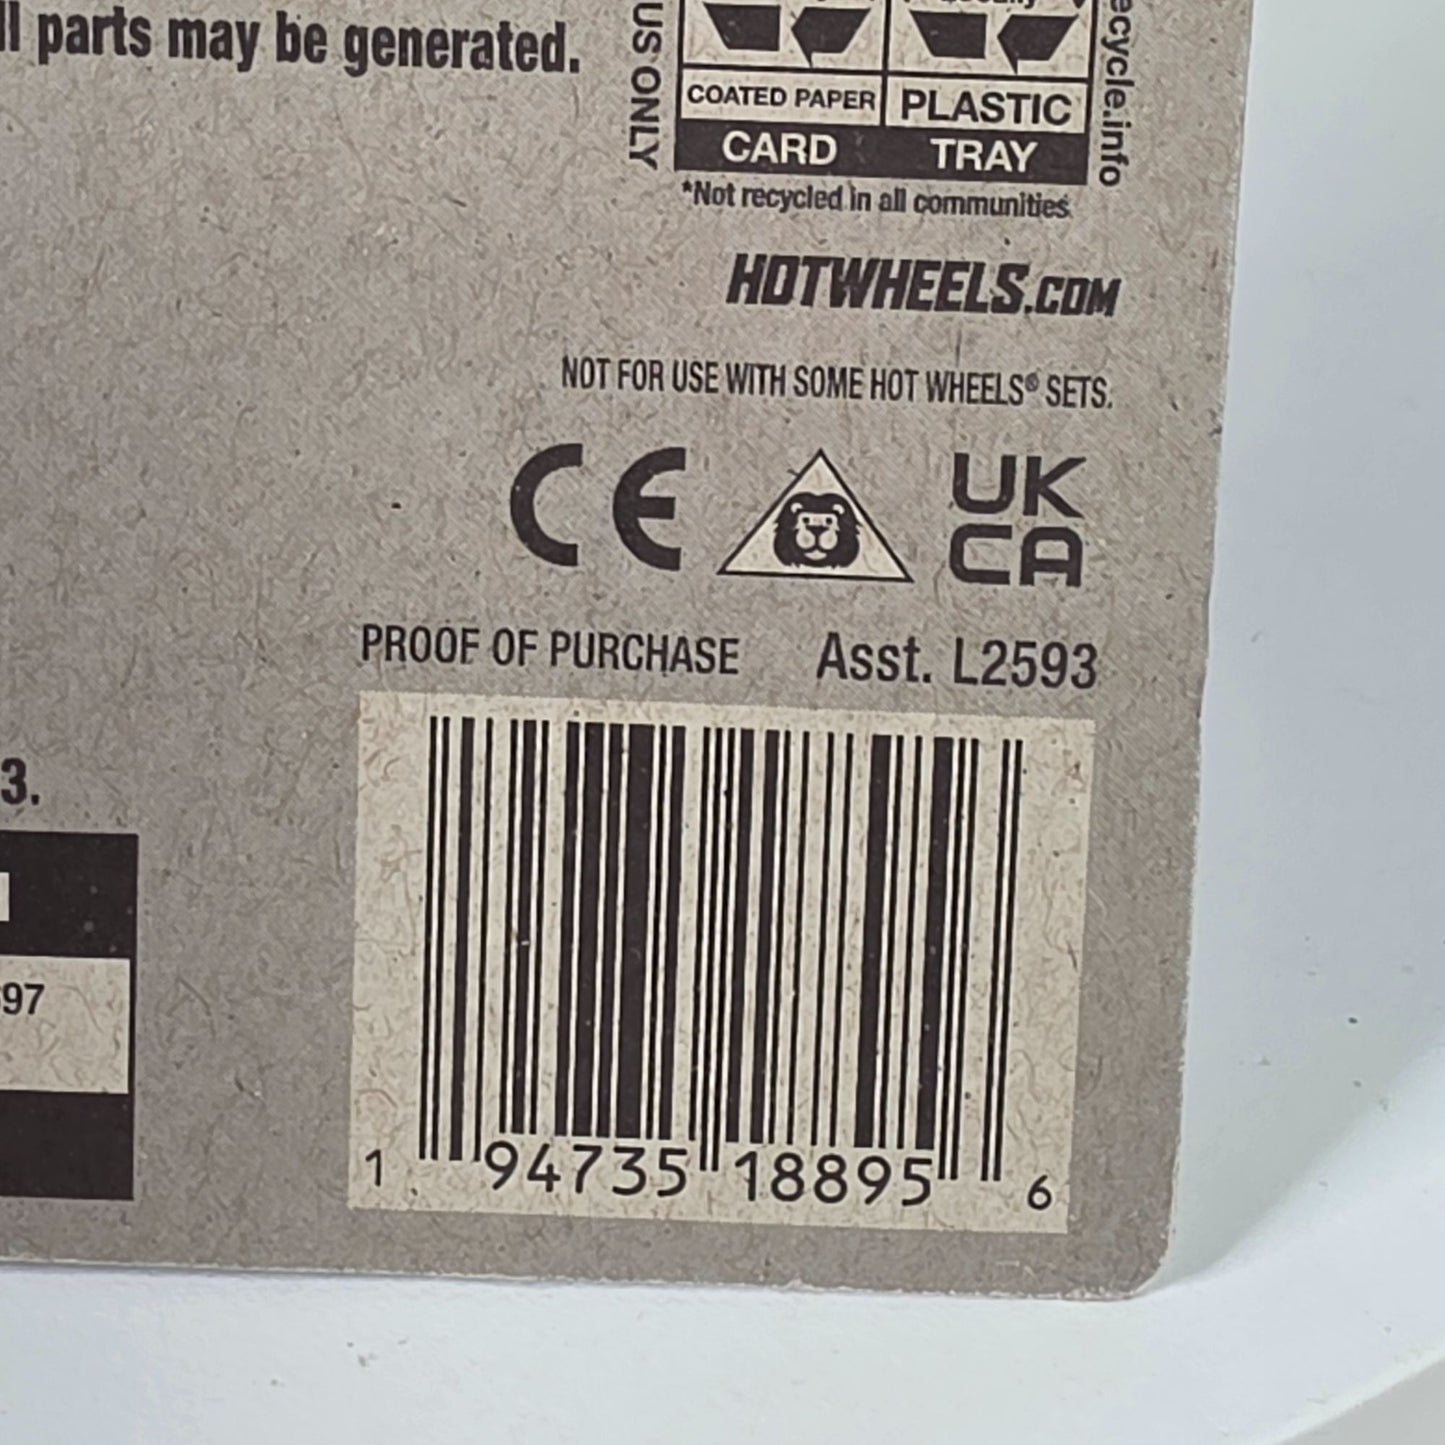 parts may be generated.
US ONLY
COATED PAPER
CARD
PLASTIC
TRAY
ecycle.info
*Not recycled in all communities
HOTWHEELS.COM
NOT FOR USE WITH SOME HOT WHEELS® SETS.
CE
UK
CA
PROOF OF PURCHASE Asst. L2593
3.
97
1 94735 18895 6